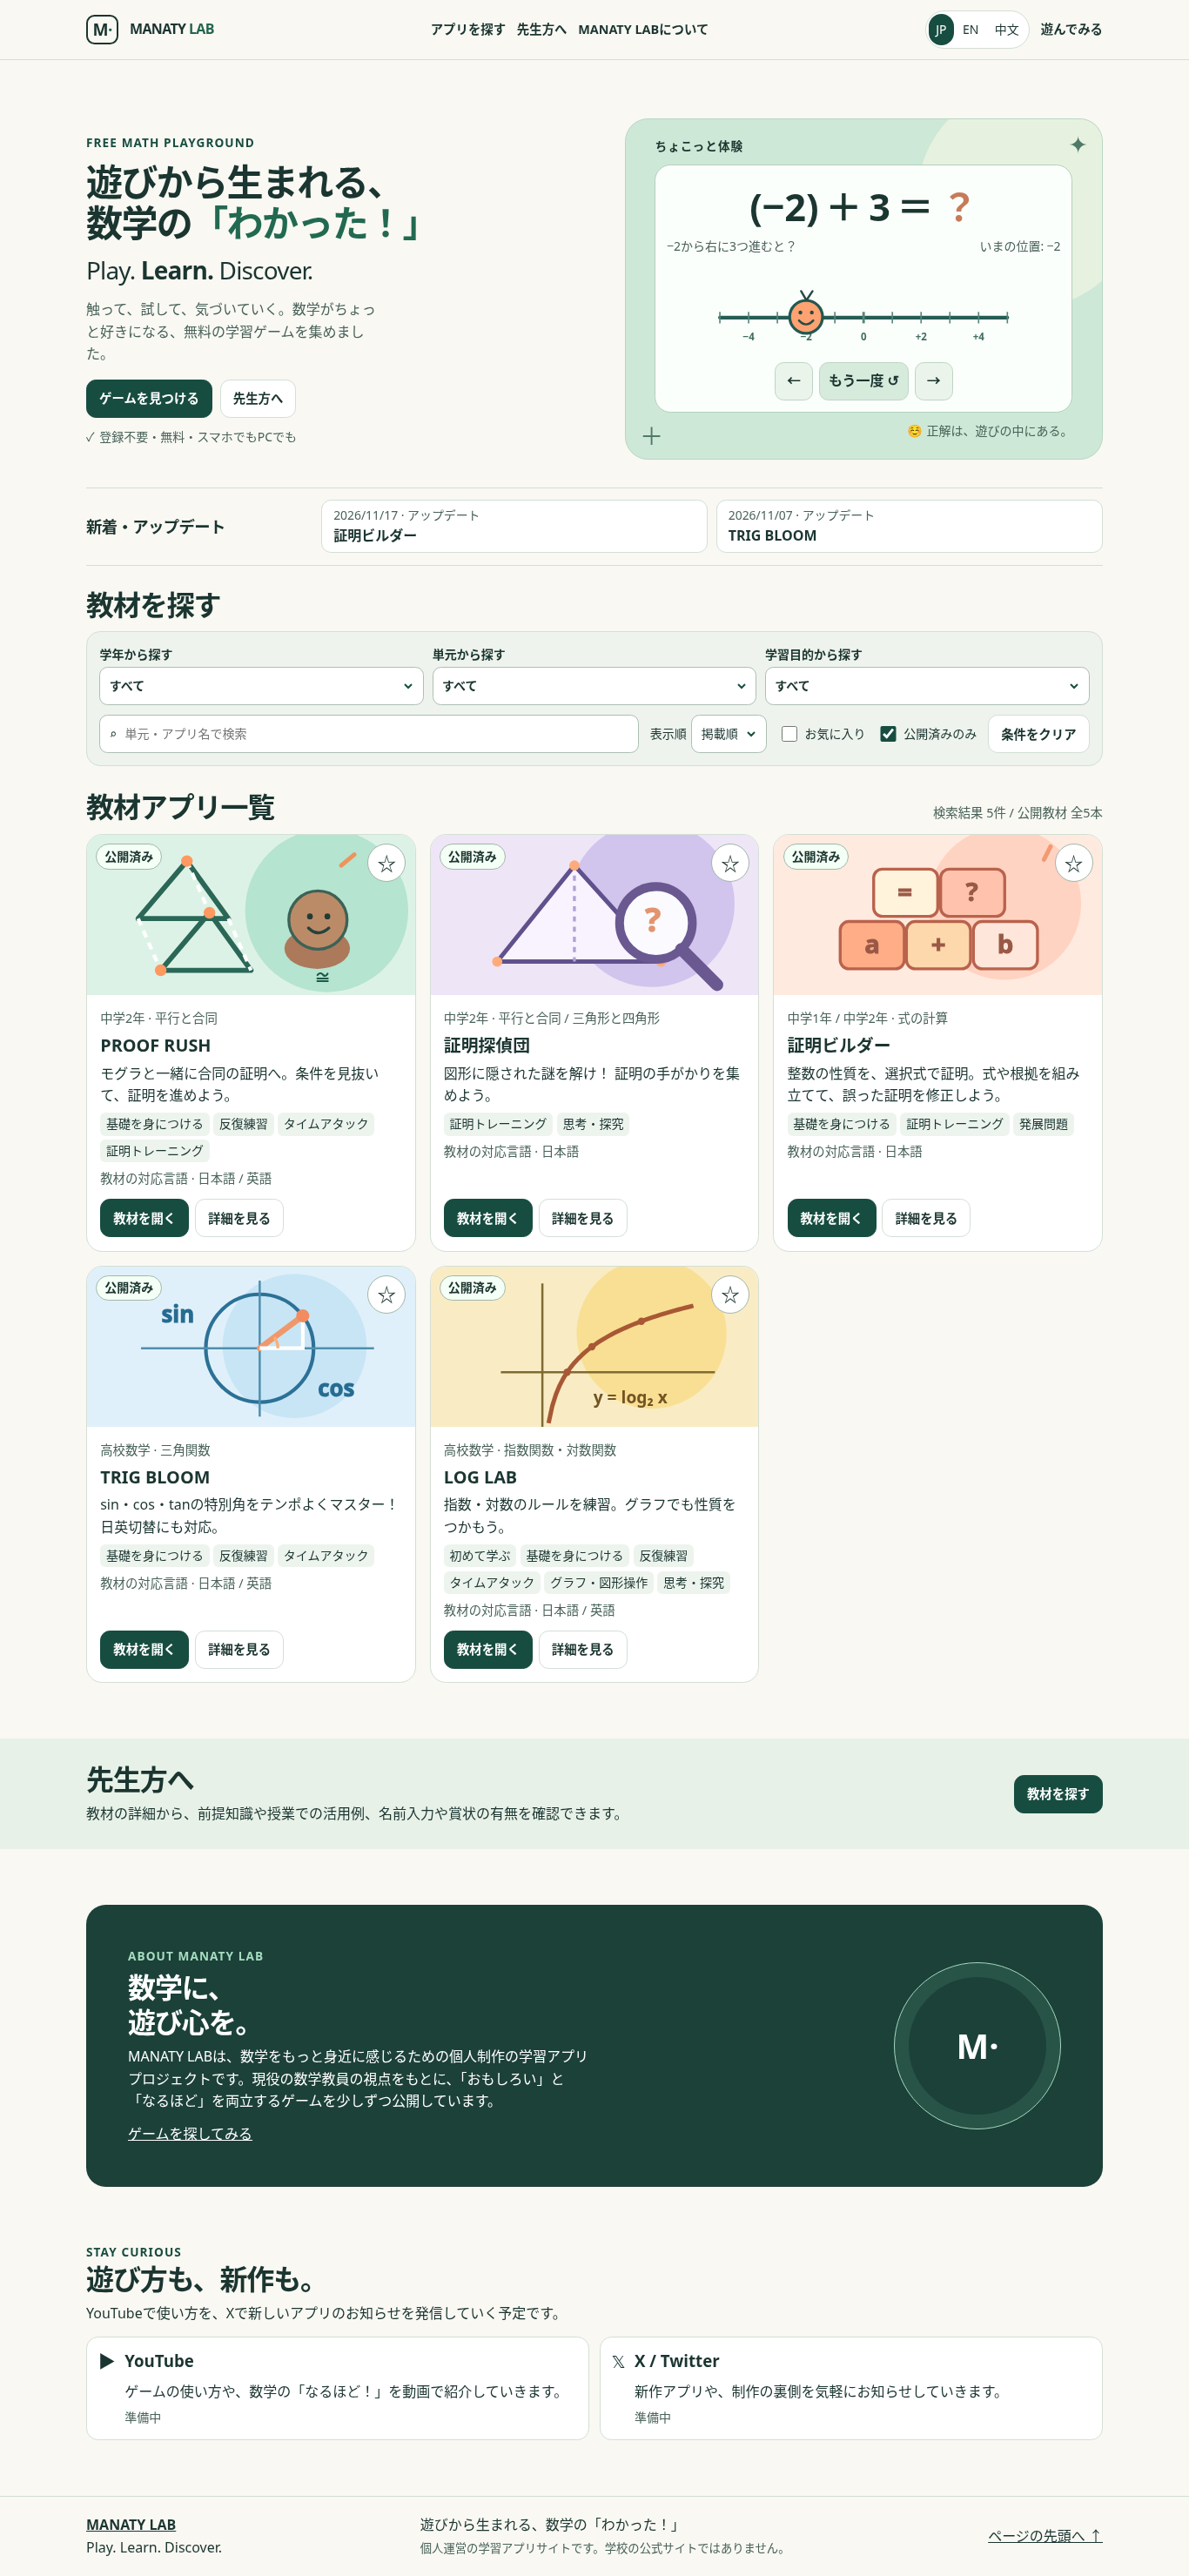 M· MANATY LAB
アプリを探す 先生方へ MANATY LABについて
JP EN 中文 遊んでみる
FREE MATH PLAYGROUND
遊びから生まれる、
数学の「わかった！」
Play. Learn. Discover.
触って、試して、気づいていく。数学がちょっ
と好きになる、無料の学習ゲームを集めまし
た。
ゲームを見つける 先生方へ
✓ 登録不要・無料・スマホでもPCでも
ちょこっと体験
(−2) ＋ 3 ＝ ？
−2から右に3つ進むと？ いまの位置: −2
−4 −2 0 +2 +4
← もう一度 ↺ →
☺️ 正解は、遊びの中にある。
新着・アップデート
2026/11/17 · アップデート
証明ビルダー
2026/11/07 · アップデート
TRIG BLOOM
教材を探す
学年から探す
すべて
単元から探す
すべて
学習目的から探す
すべて
⌕ 単元・アプリ名で検索
表示順 掲載順
お気に入り
公開済みのみ
条件をクリア
教材アプリ一覧
検索結果 5件 / 公開教材 全5本
公開済み ☆
≅
中学2年 · 平行と合同
PROOF RUSH
モグラと一緒に合同の証明へ。条件を見抜い
て、証明を進めよう。
基礎を身につける 反復練習 タイムアタック
証明トレーニング
教材の対応言語 · 日本語 / 英語
教材を開く 詳細を見る
公開済み ☆
?
中学2年 · 平行と合同 / 三角形と四角形
証明探偵団
図形に隠された謎を解け！ 証明の手がかりを集
めよう。
証明トレーニング 思考・探究
教材の対応言語 · 日本語
教材を開く 詳細を見る
公開済み ☆
= ?
a + b
中学1年 / 中学2年 · 式の計算
証明ビルダー
整数の性質を、選択式で証明。式や根拠を組み
立てて、誤った証明を修正しよう。
基礎を身につける 証明トレーニング 発展問題
教材の対応言語 · 日本語
教材を開く 詳細を見る
公開済み ☆
sin
cos
高校数学 · 三角関数
TRIG BLOOM
sin・cos・tanの特別角をテンポよくマスター！
日英切替にも対応。
基礎を身につける 反復練習 タイムアタック
教材の対応言語 · 日本語 / 英語
教材を開く 詳細を見る
公開済み ☆
y = log₂ x
高校数学 · 指数関数・対数関数
LOG LAB
指数・対数のルールを練習。グラフでも性質を
つかもう。
初めて学ぶ 基礎を身につける 反復練習
タイムアタック グラフ・図形操作 思考・探究
教材の対応言語 · 日本語 / 英語
教材を開く 詳細を見る
先生方へ
教材の詳細から、前提知識や授業での活用例、名前入力や賞状の有無を確認できます。
教材を探す
ABOUT MANATY LAB
数学に、
遊び心を。
MANATY LABは、数学をもっと身近に感じるための個人制作の学習アプリ
プロジェクトです。現役の数学教員の視点をもとに、「おもしろい」と
「なるほど」を両立するゲームを少しずつ公開しています。
ゲームを探してみる
M·
STAY CURIOUS
遊び方も、新作も。
YouTubeで使い方を、Xで新しいアプリのお知らせを発信していく予定です。
▶ YouTube
ゲームの使い方や、数学の「なるほど！」を動画で紹介していきます。
準備中
𝕏 X / Twitter
新作アプリや、制作の裏側を気軽にお知らせしていきます。
準備中
MANATY LAB
Play. Learn. Discover.
遊びから生まれる、数学の「わかった！」
個人運営の学習アプリサイトです。学校の公式サイトではありません。
ページの先頭へ ↑